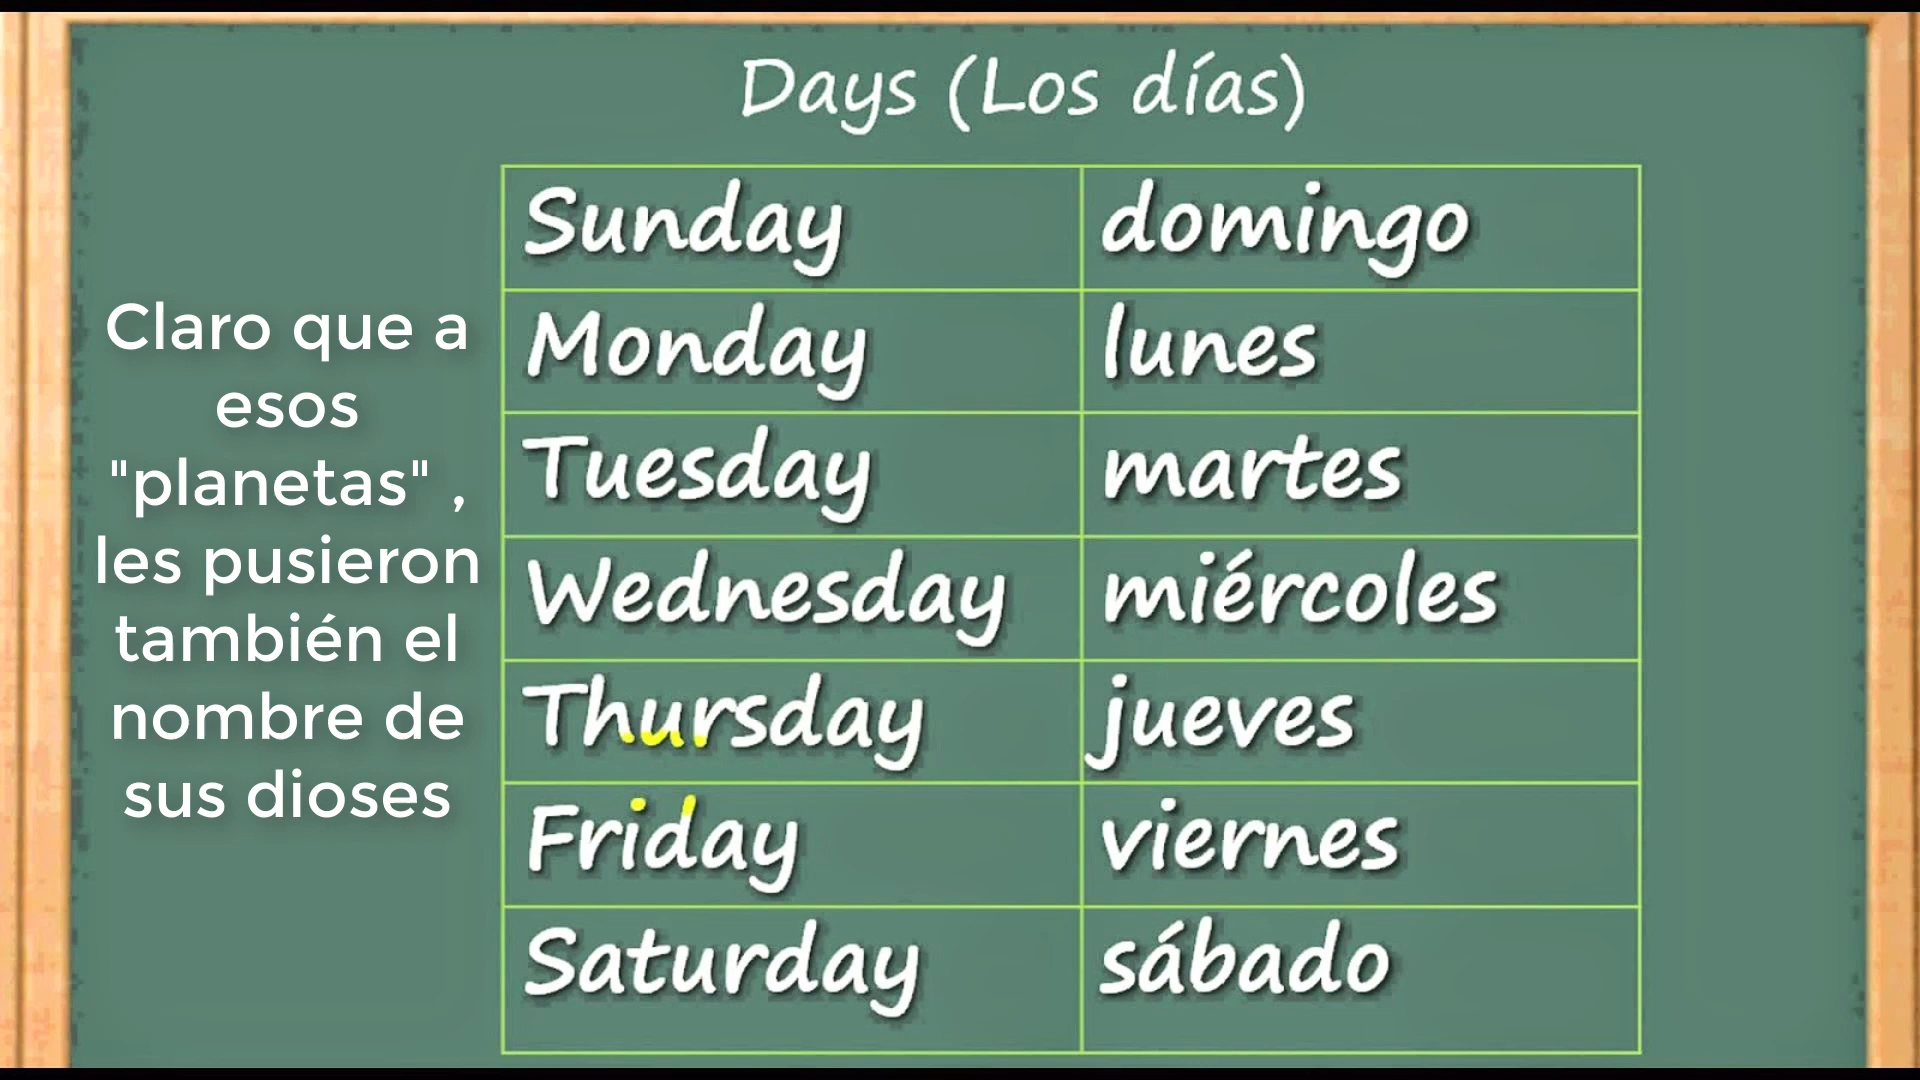 Days (Los días)
Claro que a
esos
"planetas" ,
les pusieron
también el
nombre de
sus dioses
Sunday domingo
Monday lunes
Tuesday martes
Wednesday miércoles
Thursday jueves
Friday viernes
Saturday sábado